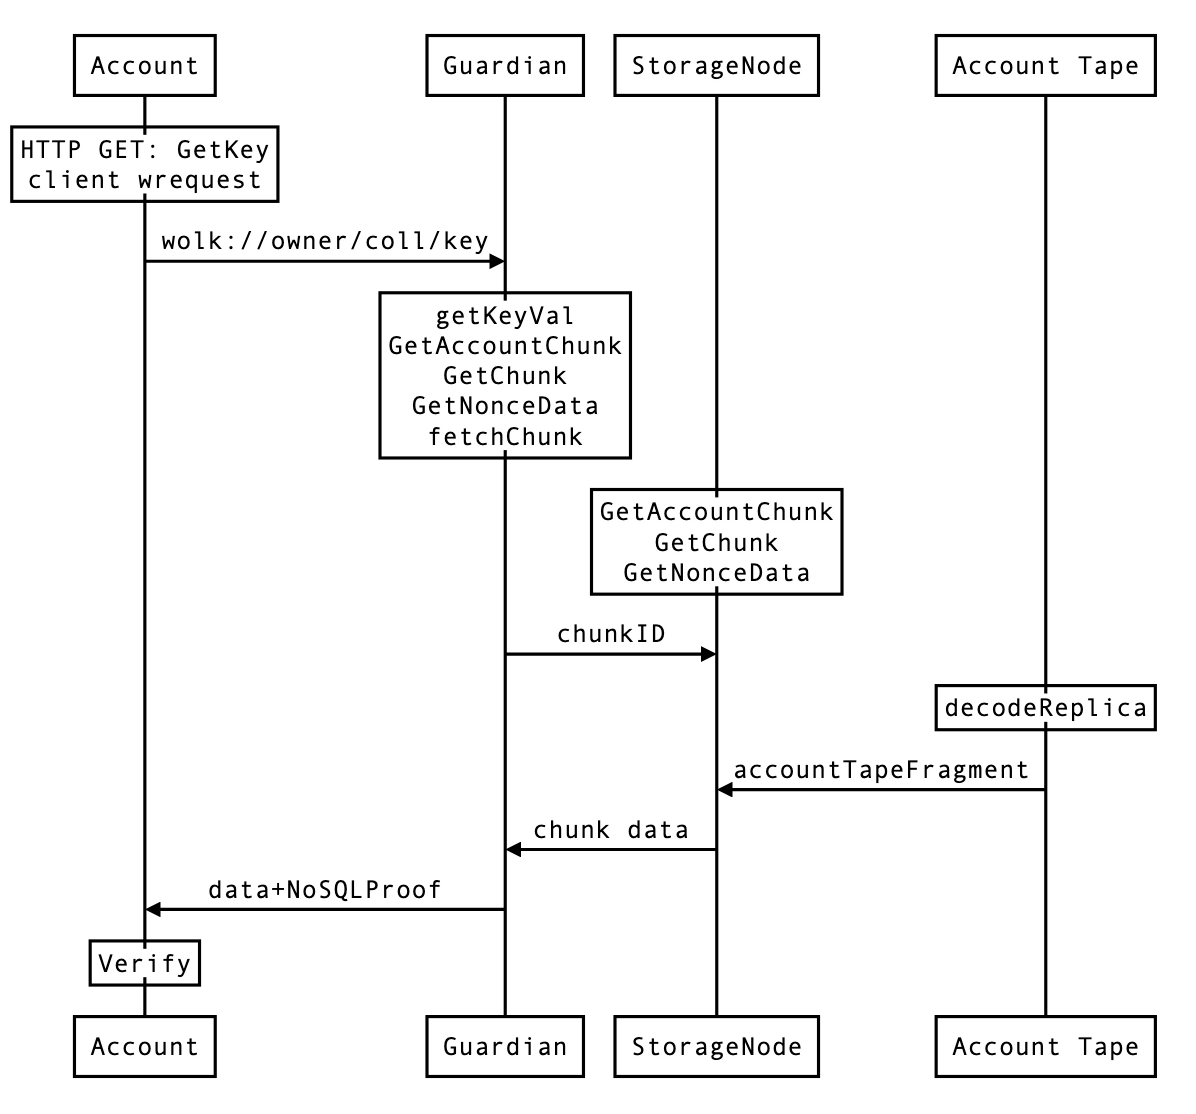 Account
Guardian
StorageNode
Account Tape
HTTP GET: GetKey
client wrequest
wolk://owner/coll/key
getKeyVal
GetAccountChunk
GetChunk
GetNonceData
fetchChunk
GetAccountChunk
GetChunk
GetNonceData
chunkID
decodeReplica
accountTapeFragment
chunk data
data+NoSQLProof
Verify
Account
Guardian
StorageNode
Account Tape